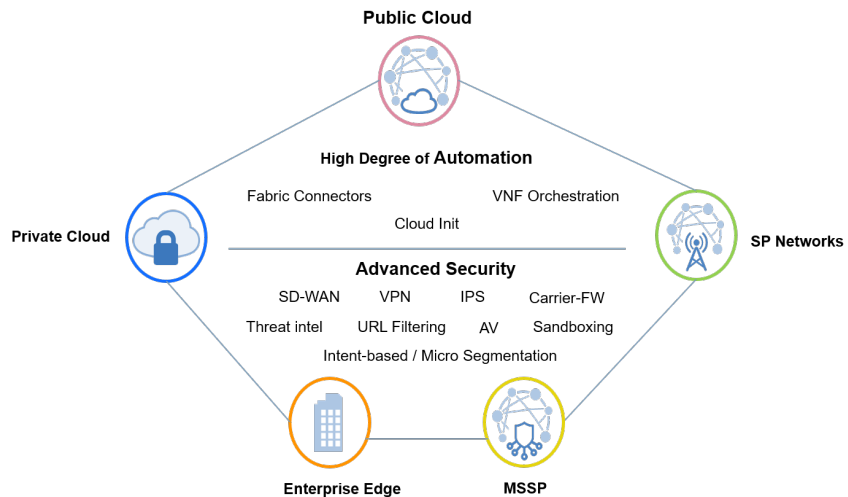 Public Cloud
High Degree of Automation
Fabric Connectors
VNF Orchestration
Cloud Init
Private Cloud
SP Networks
Advanced Security
SD-WAN VPN IPS Carrier-FW
Threat intel URL Filtering AV Sandboxing
Intent-based / Micro Segmentation
Enterprise Edge
MSSP